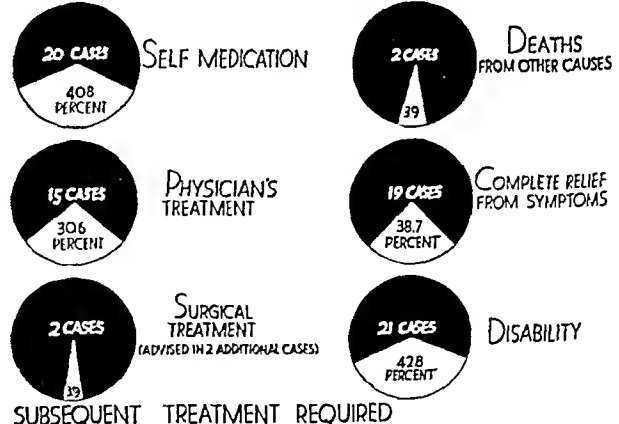 20 CASES
408
PERCENT
SELF MEDICATION
2 CASES
39
DEATHS
FROM OTHER CAUSES
15 CASES
306
PERCENT
PHYSICIAN'S
TREATMENT
19 CASES
38.7
PERCENT
COMPLETE RELIEF
FROM SYMPTOMS
2 CASES
39
SURGICAL
TREATMENT
(ADVISED IN 2 ADDITIONAL CASES)
21 CASES
428
PERCENT
DISABILITY
SUBSEQUENT TREATMENT REQUIRED